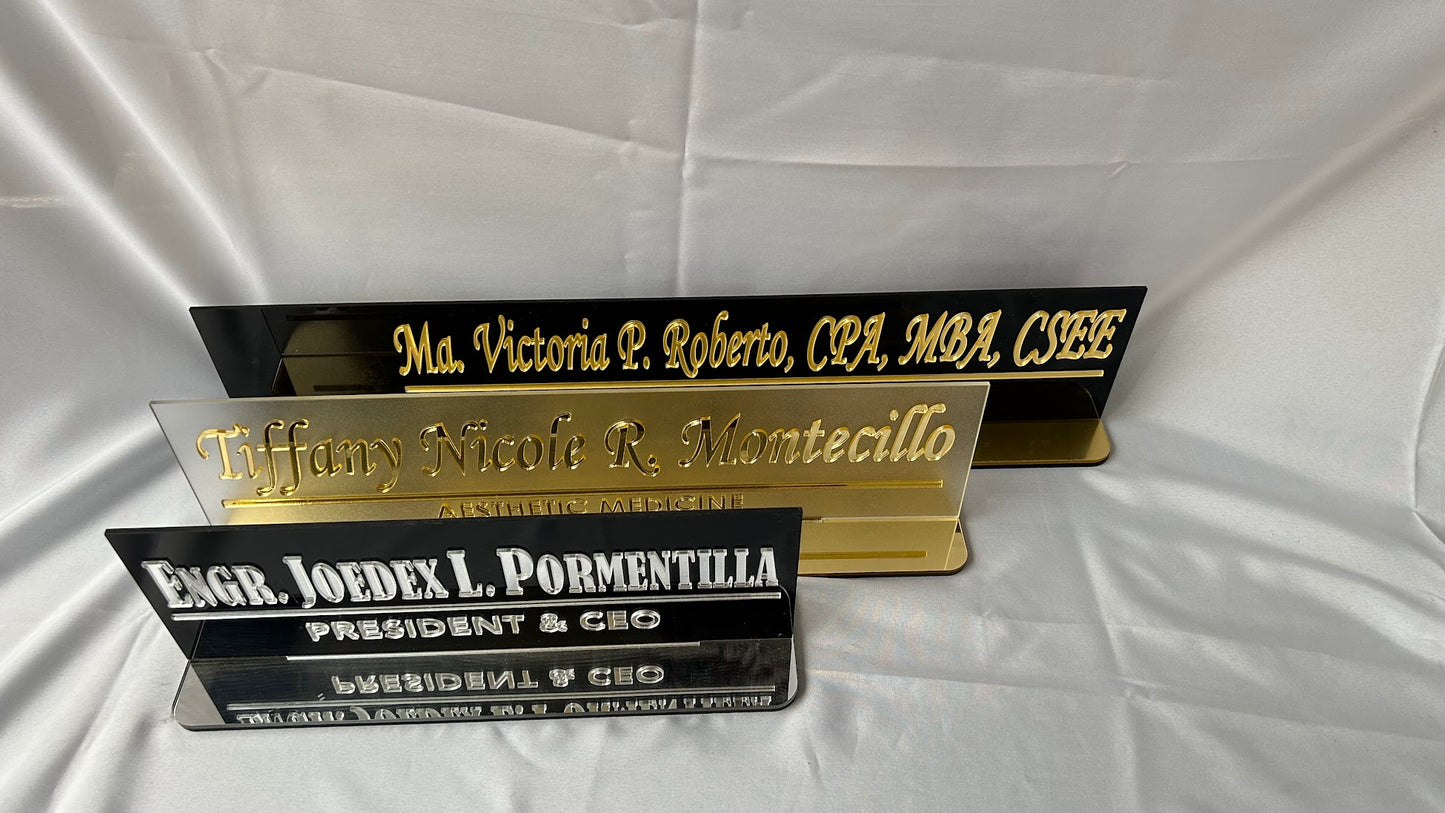 Ma. Victoria P. Roberto, CPA, MBA, CSEE
Tiffany Nicole R. Montecillo
AESTHETIC MEDICINE
ENGR. JOEDEX L. PORMENTILLA
PRESIDENT & CEO